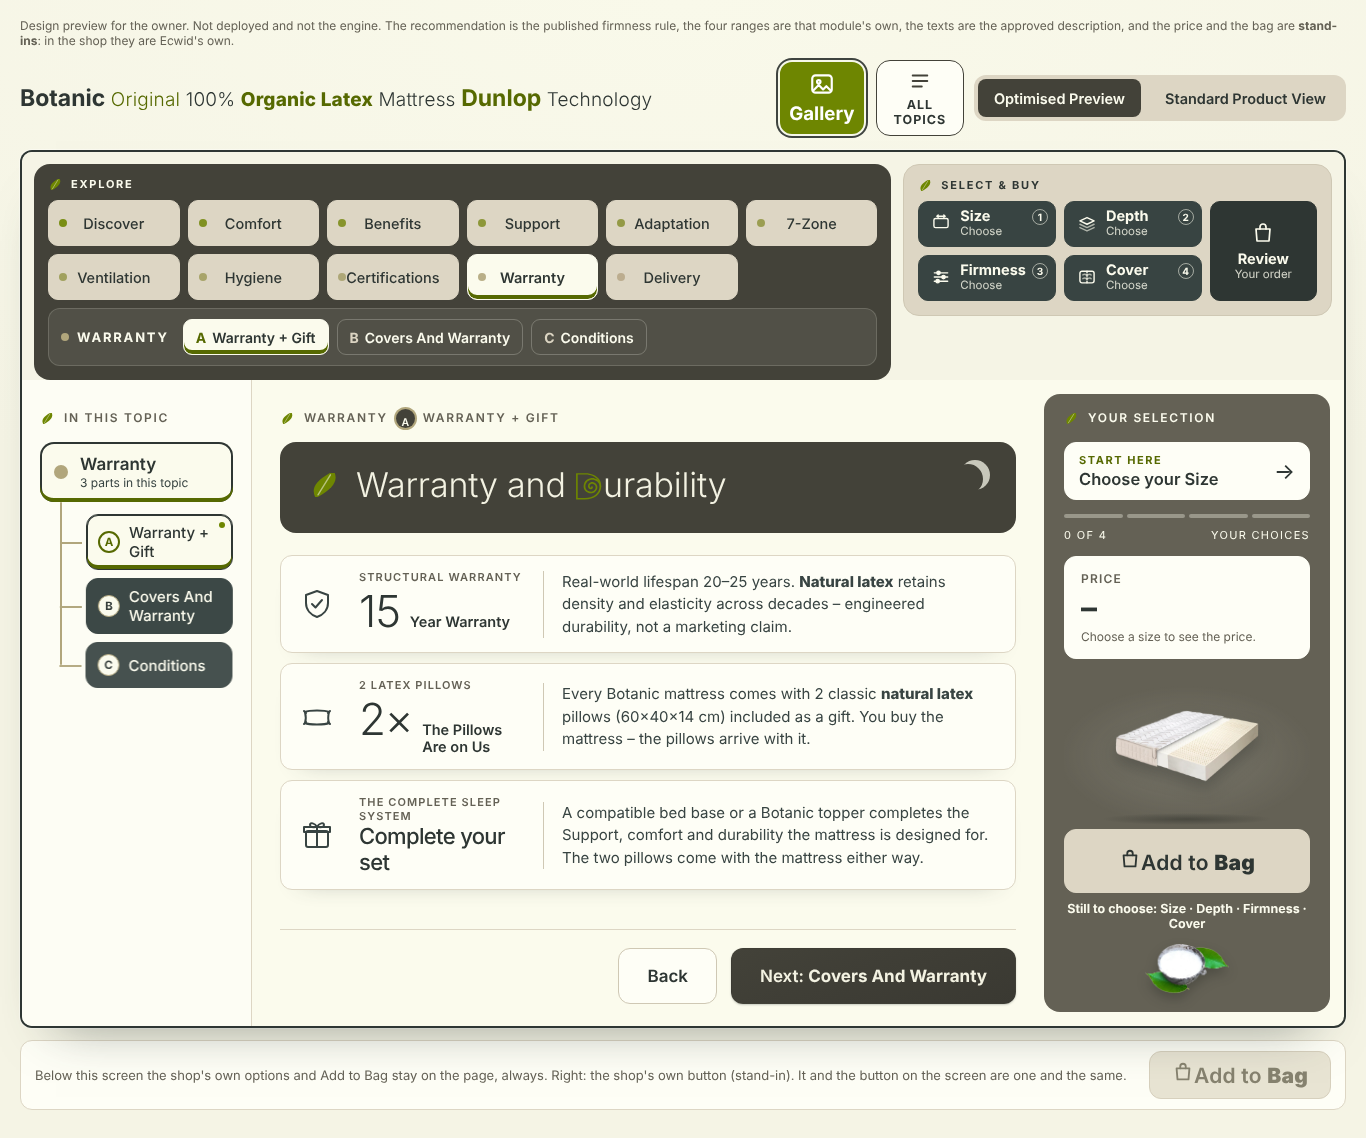 Design preview for the owner. Not deployed and not the engine. The recommendation is the published firmness rule, the four ranges are that module's own, the texts are the approved description, and the price and the bag are stand-
ins: in the shop they are Ecwid's own.
Botanic Original 100% Organic Latex Mattress Dunlop Technology
Gallery
ALL
TOPICS
Optimised Preview
Standard Product View
EXPLORE
Discover
Comfort
Benefits
Support
Adaptation
7-Zone
Ventilation
Hygiene
Certifications
Warranty
Delivery
WARRANTY
A Warranty + Gift
B Covers And Warranty
C Conditions
SELECT & BUY
Size 1
Choose
Depth 2
Choose
Firmness 3
Choose
Cover 4
Choose
Review
Your order
IN THIS TOPIC
Warranty
3 parts in this topic
A Warranty +
Gift
B Covers And
Warranty
C Conditions
WARRANTY A WARRANTY + GIFT
Warranty and Durability
STRUCTURAL WARRANTY
15 Year Warranty
Real-world lifespan 20–25 years. Natural latex retains
density and elasticity across decades – engineered
durability, not a marketing claim.
2 LATEX PILLOWS
2× The Pillows
Are on Us
Every Botanic mattress comes with 2 classic natural latex
pillows (60×40×14 cm) included as a gift. You buy the
mattress – the pillows arrive with it.
THE COMPLETE SLEEP
SYSTEM
Complete your
set
A compatible bed base or a Botanic topper completes the
Support, comfort and durability the mattress is designed for.
The two pillows come with the mattress either way.
Back
Next: Covers And Warranty
YOUR SELECTION
START HERE
Choose your Size
0 OF 4
YOUR CHOICES
PRICE
–
Choose a size to see the price.
Add to Bag
Still to choose: Size · Depth · Firmness ·
Cover
Below this screen the shop's own options and Add to Bag stay on the page, always. Right: the shop's own button (stand-in). It and the button on the screen are one and the same.
Add to Bag